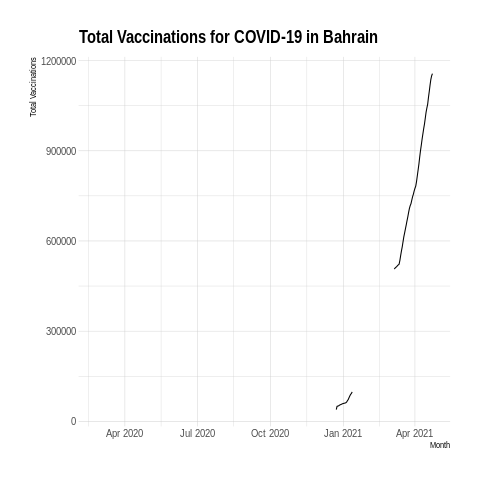 Total Vaccinations for COVID-19 in Bahrain
Total Vaccinations
1200000
900000
600000
300000
0
Apr 2020 Jul 2020 Oct 2020 Jan 2021 Apr 2021
Month